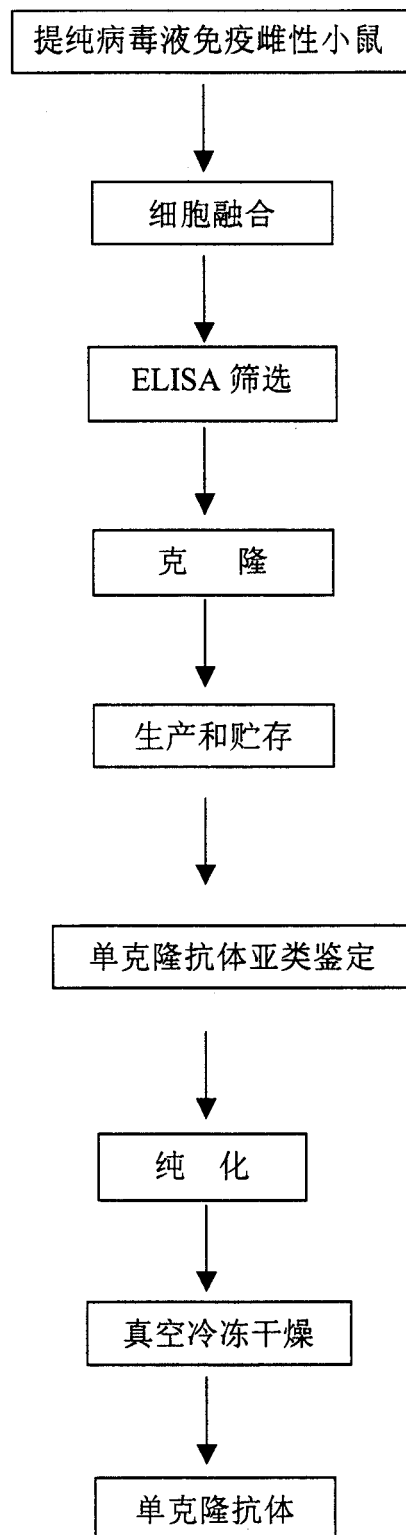 提纯病毒液免疫雌性小鼠
细胞融合
ELISA 筛选
克 隆
生产和贮存
单克隆抗体亚类鉴定
纯 化
真空冷冻干燥
单克隆抗体